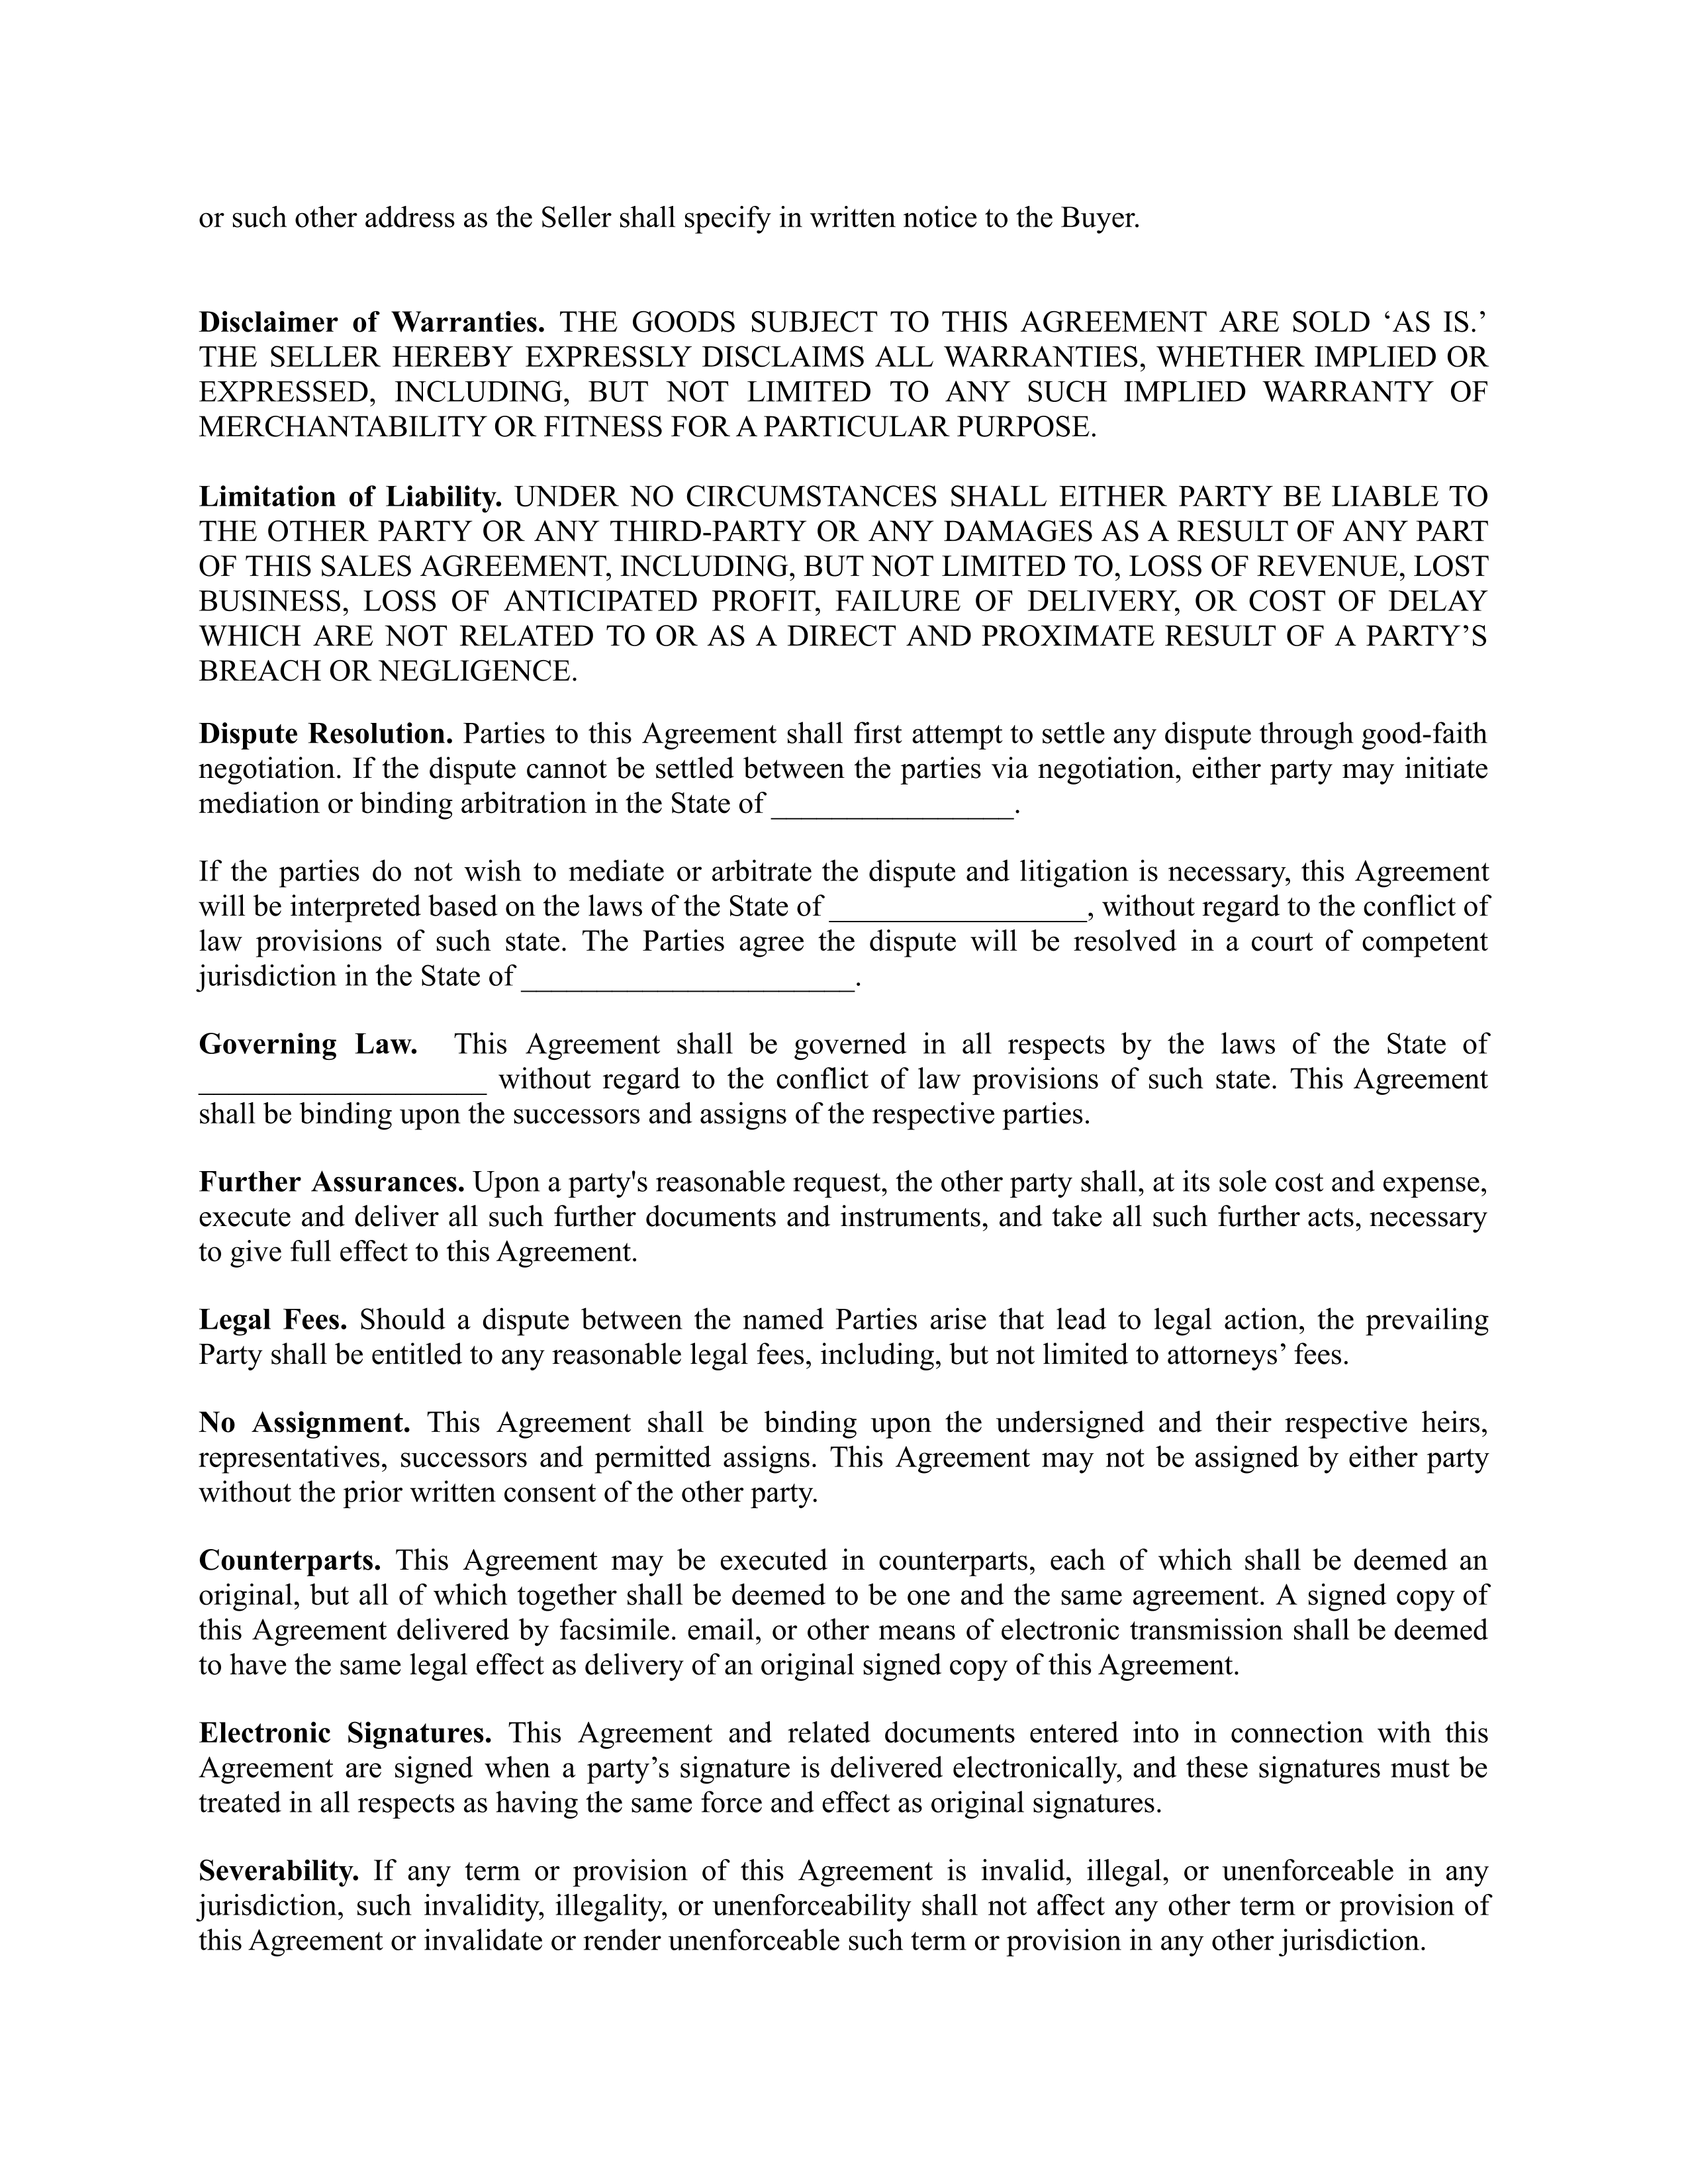 or such other address as the Seller shall specify in written notice to the Buyer.
Disclaimer of Warranties. THE GOODS SUBJECT TO THIS AGREEMENT ARE SOLD ‘AS IS.’
THE SELLER HEREBY EXPRESSLY DISCLAIMS ALL WARRANTIES, WHETHER IMPLIED OR
EXPRESSED, INCLUDING, BUT NOT LIMITED TO ANY SUCH IMPLIED WARRANTY OF
MERCHANTABILITY OR FITNESS FOR A PARTICULAR PURPOSE.
Limitation of Liability. UNDER NO CIRCUMSTANCES SHALL EITHER PARTY BE LIABLE TO
THE OTHER PARTY OR ANY THIRD-PARTY OR ANY DAMAGES AS A RESULT OF ANY PART
OF THIS SALES AGREEMENT, INCLUDING, BUT NOT LIMITED TO, LOSS OF REVENUE, LOST
BUSINESS, LOSS OF ANTICIPATED PROFIT, FAILURE OF DELIVERY, OR COST OF DELAY
WHICH ARE NOT RELATED TO OR AS A DIRECT AND PROXIMATE RESULT OF A PARTY’S
BREACH OR NEGLIGENCE.
Dispute Resolution. Parties to this Agreement shall first attempt to settle any dispute through good-faith
negotiation. If the dispute cannot be settled between the parties via negotiation, either party may initiate
mediation or binding arbitration in the State of ________________.
If the parties do not wish to mediate or arbitrate the dispute and litigation is necessary, this Agreement
will be interpreted based on the laws of the State of _________________, without regard to the conflict of
law provisions of such state. The Parties agree the dispute will be resolved in a court of competent
jurisdiction in the State of ______________________.
Governing Law. This Agreement shall be governed in all respects by the laws of the State of
___________________ without regard to the conflict of law provisions of such state. This Agreement
shall be binding upon the successors and assigns of the respective parties.
Further Assurances. Upon a party's reasonable request, the other party shall, at its sole cost and expense,
execute and deliver all such further documents and instruments, and take all such further acts, necessary
to give full effect to this Agreement.
Legal Fees. Should a dispute between the named Parties arise that lead to legal action, the prevailing
Party shall be entitled to any reasonable legal fees, including, but not limited to attorneys’ fees.
No Assignment. This Agreement shall be binding upon the undersigned and their respective heirs,
representatives, successors and permitted assigns. This Agreement may not be assigned by either party
without the prior written consent of the other party.
Counterparts. This Agreement may be executed in counterparts, each of which shall be deemed an
original, but all of which together shall be deemed to be one and the same agreement. A signed copy of
this Agreement delivered by facsimile. email, or other means of electronic transmission shall be deemed
to have the same legal effect as delivery of an original signed copy of this Agreement.
Electronic Signatures. This Agreement and related documents entered into in connection with this
Agreement are signed when a party’s signature is delivered electronically, and these signatures must be
treated in all respects as having the same force and effect as original signatures.
Severability. If any term or provision of this Agreement is invalid, illegal, or unenforceable in any
jurisdiction, such invalidity, illegality, or unenforceability shall not affect any other term or provision of
this Agreement or invalidate or render unenforceable such term or provision in any other jurisdiction.